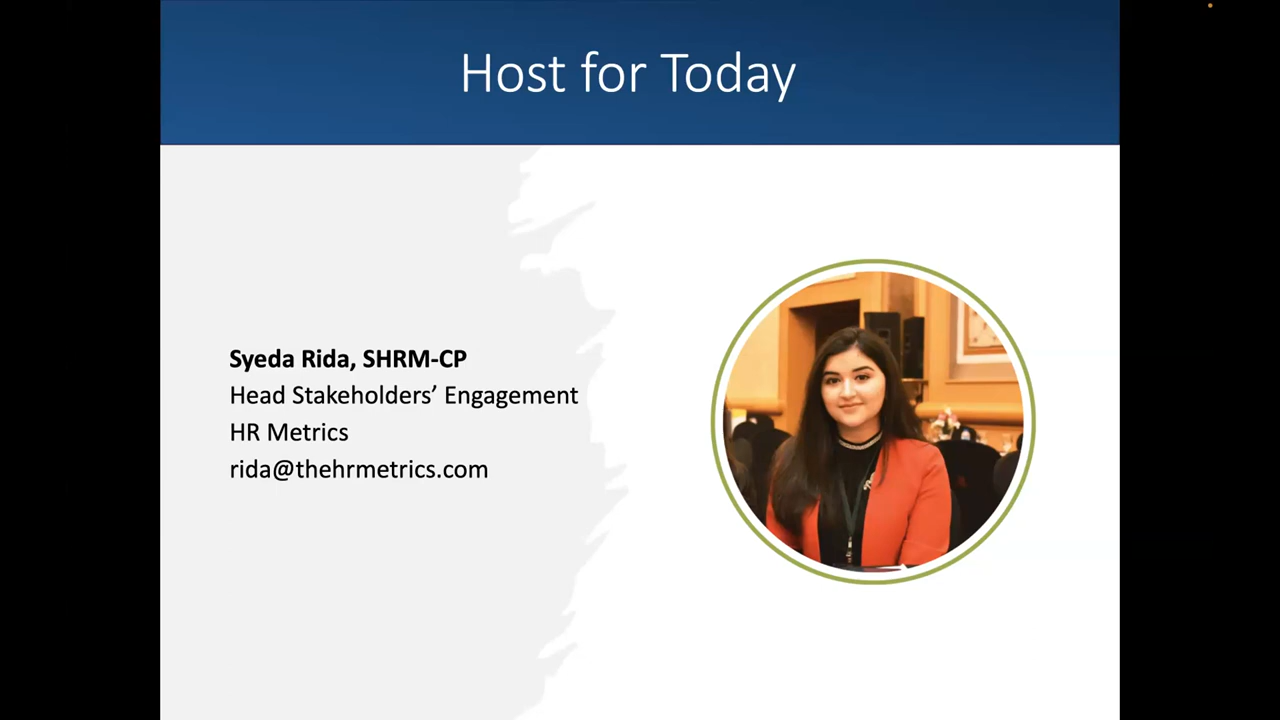 Host for Today
Syeda Rida, SHRM-CP
Head Stakeholders’ Engagement
HR Metrics
rida@thehrmetrics.com